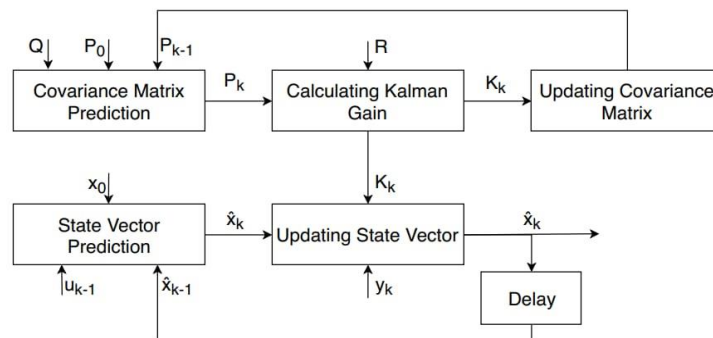 Q P₀ Pₖ₋₁ R
Covariance Matrix
Prediction
Pₖ
Calculating Kalman
Gain
Kₖ
Updating Covariance
Matrix
x₀ Kₖ
State Vector
Prediction
x̂ₖ
Updating State Vector
x̂ₖ
uₖ₋₁ x̂ₖ₋₁ yₖ
Delay